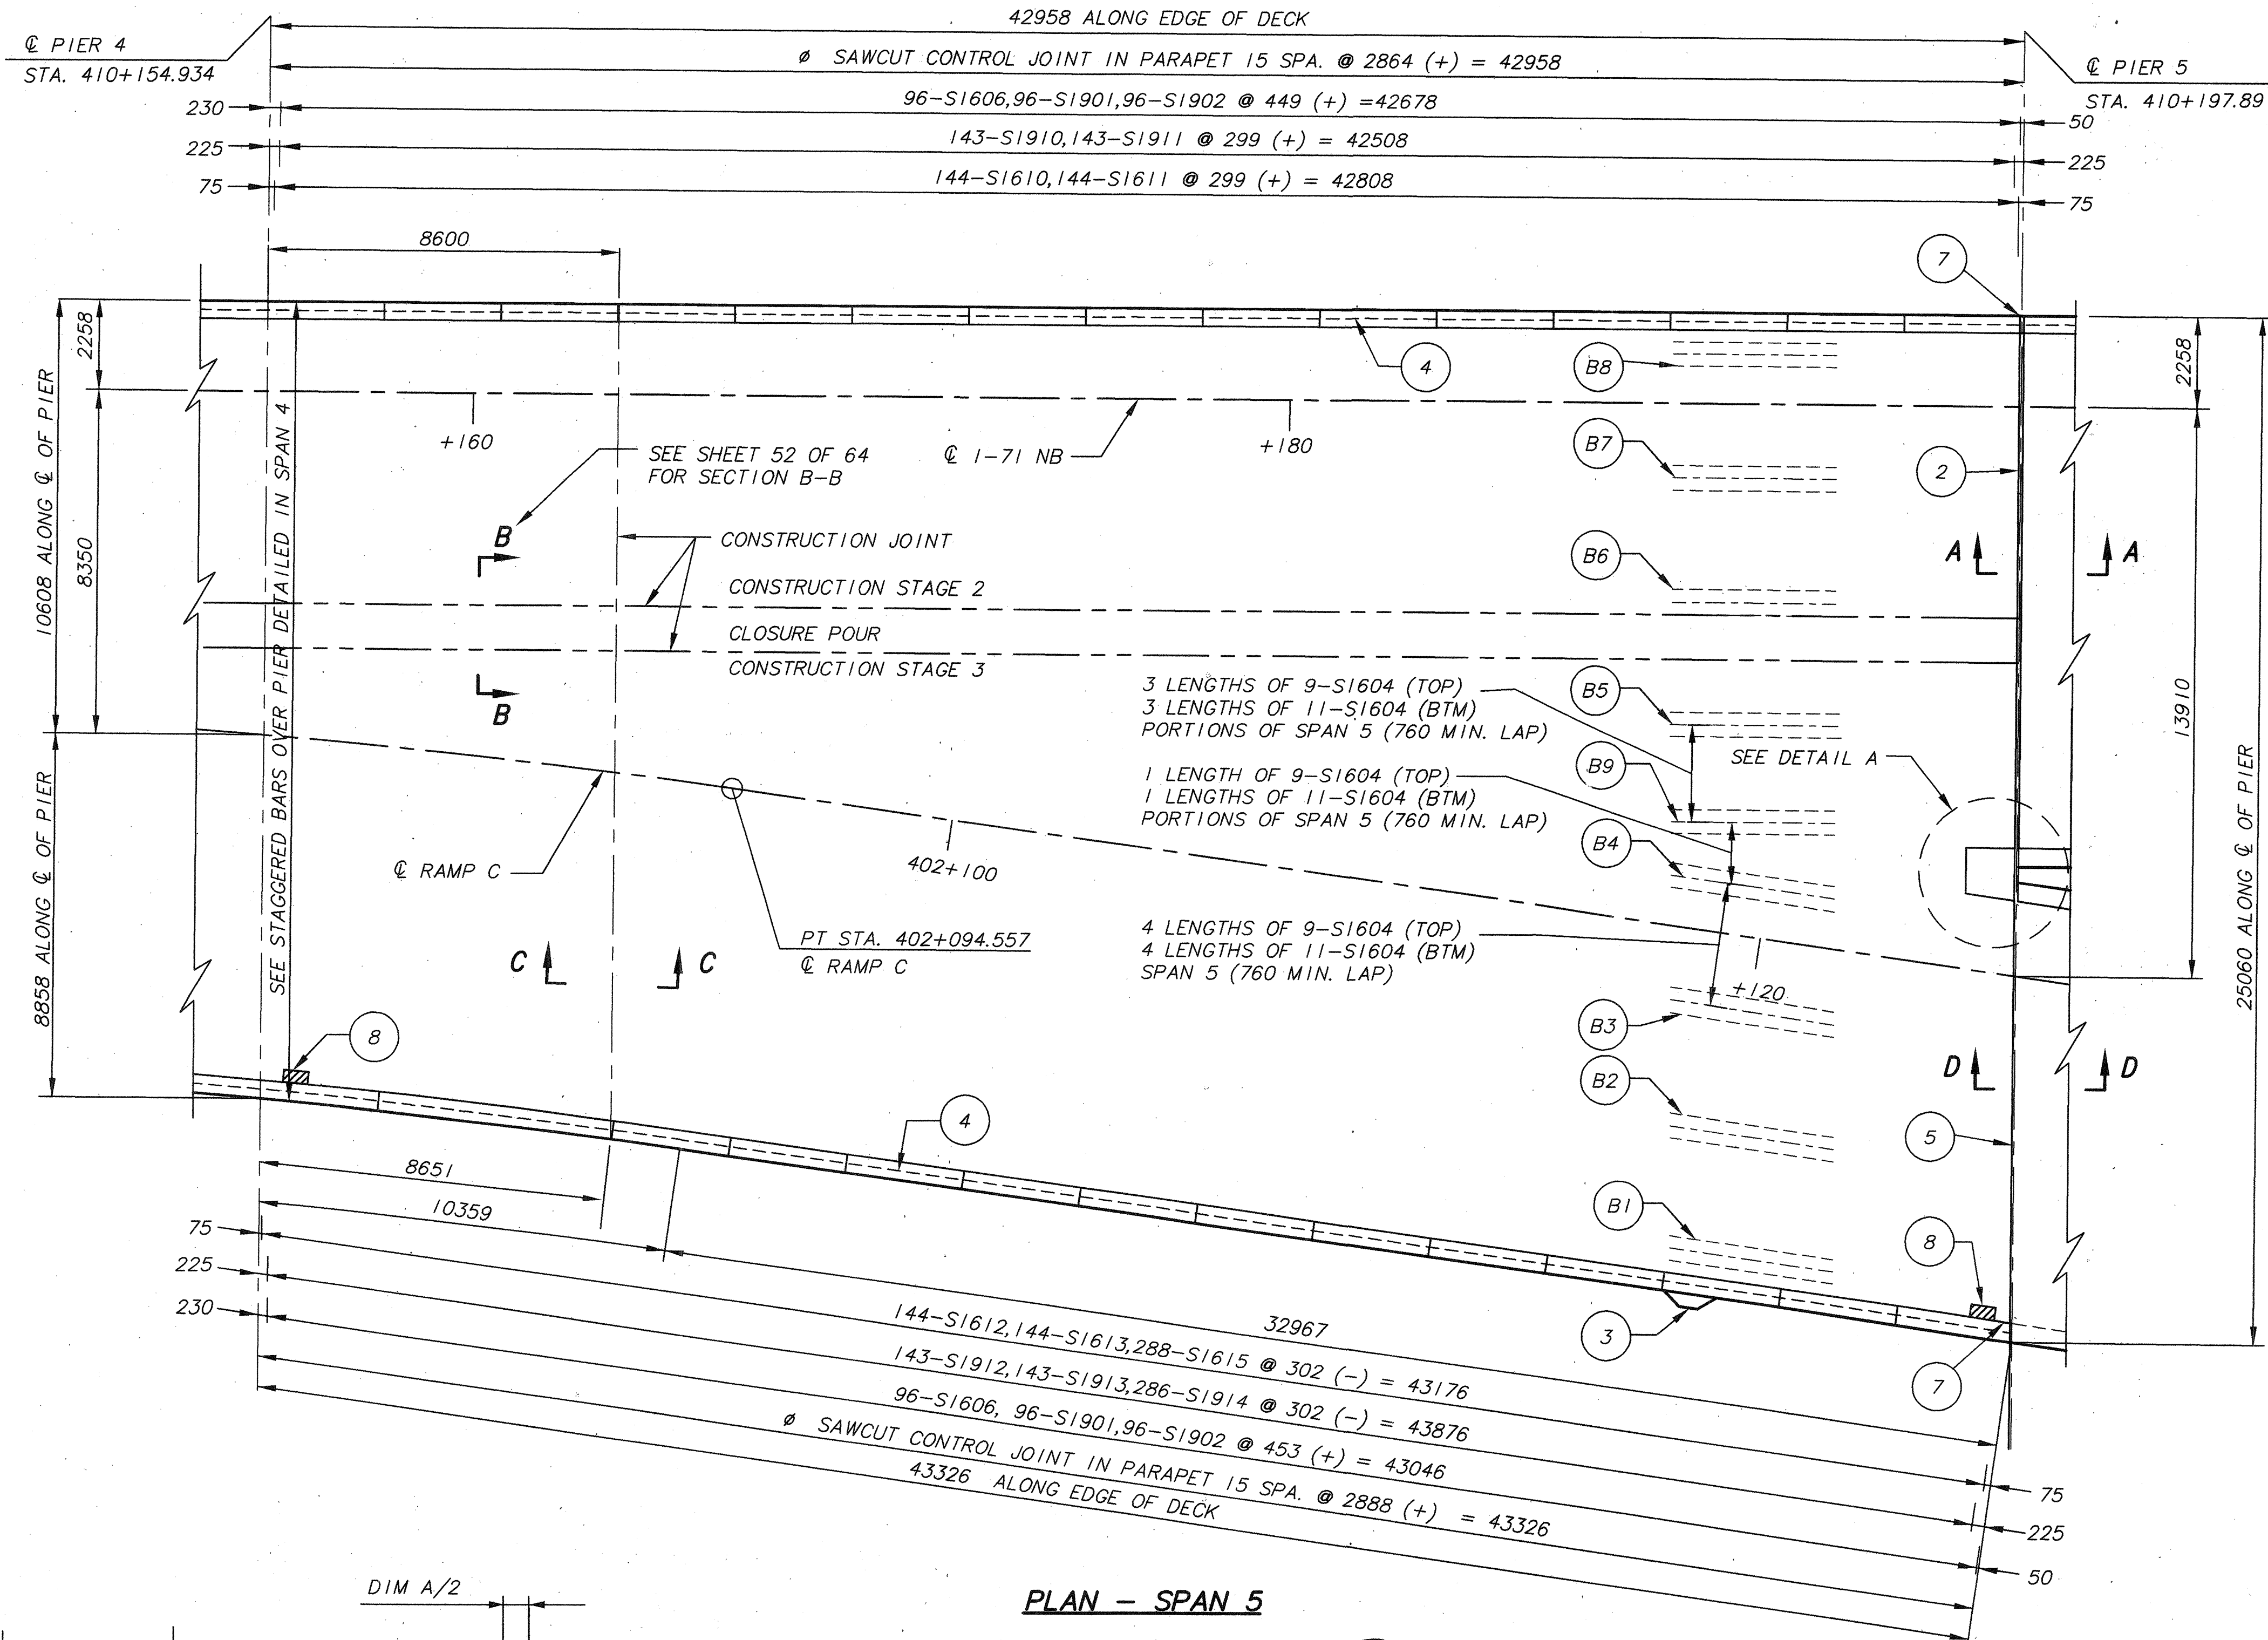 42958 ALONG EDGE OF DECK
℄ PIER 4
STA. 410+154.934
ø SAWCUT CONTROL JOINT IN PARAPET 15 SPA. @ 2864 (+) = 42958
℄ PIER 5
STA. 410+197.89
230
96-S1606,96-S1901,96-S1902 @ 449 (+) =42678
50
225
143-S1910,143-S1911 @ 299 (+) = 42508
225
75
144-S1610,144-S1611 @ 299 (+) = 42808
75
8600
7
2258
10608 ALONG ℄ OF PIER
8350
8858 ALONG ℄ OF PIER
SEE STAGGERED BARS OVER PIER DETAILED IN SPAN 4
4
B8
2258
+160
SEE SHEET 52 OF 64
FOR SECTION B-B
℄ I-71 NB
+180
B7
2
B
CONSTRUCTION JOINT
B6
A
A
CONSTRUCTION STAGE 2
CLOSURE POUR
CONSTRUCTION STAGE 3
B
3 LENGTHS OF 9-S1604 (TOP)
3 LENGTHS OF 11-S1604 (BTM)
PORTIONS OF SPAN 5 (760 MIN. LAP)
B5
13910
SEE DETAIL A
B9
1 LENGTH OF 9-S1604 (TOP)
1 LENGTHS OF 11-S1604 (BTM)
PORTIONS OF SPAN 5 (760 MIN. LAP)
B4
℄ RAMP C
402+100
25060 ALONG ℄ OF PIER
PT STA. 402+094.557
℄ RAMP C
C
C
4 LENGTHS OF 9-S1604 (TOP)
4 LENGTHS OF 11-S1604 (BTM)
SPAN 5 (760 MIN. LAP)
+120
B3
8
B2
D
D
4
5
8651
10359
B1
8
75
225
230
3
7
32967
144-S1612,144-S1613,288-S1615 @ 302 (-) = 43176
143-S1912,143-S1913,286-S1914 @ 302 (-) = 43876
96-S1606, 96-S1901,96-S1902 @ 453 (+) = 43046
ø SAWCUT CONTROL JOINT IN PARAPET 15 SPA. @ 2888 (+) = 43326
43326 ALONG EDGE OF DECK
75
225
50
DIM A/2
PLAN - SPAN 5